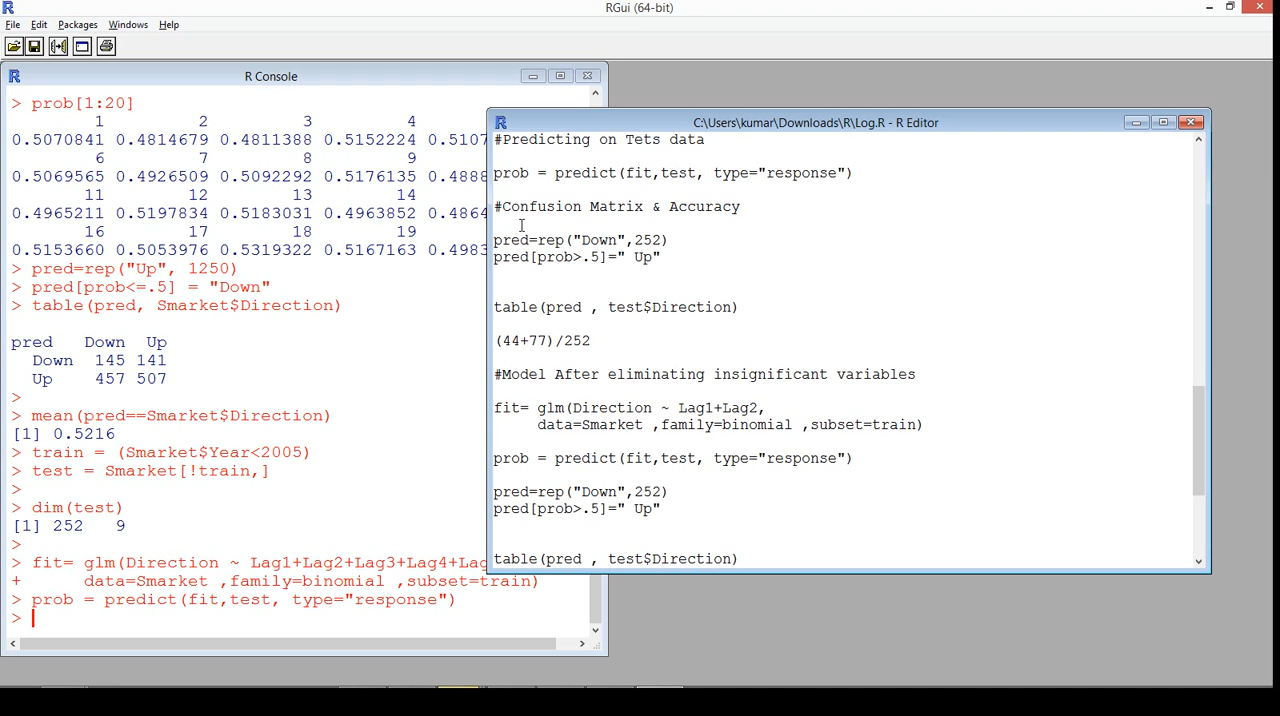 RGui (64-bit)
File Edit Packages Windows Help
R Console
> prob[1:20]
1 2 3 4
0.5070841 0.4814679 0.4811388 0.5152224 0.5107
6 7 8 9
0.5069565 0.4926509 0.5092292 0.5176135 0.4888
11 12 13 14
0.4965211 0.5197834 0.5183031 0.4963852 0.4864
16 17 18 19
0.5153660 0.5053976 0.5319322 0.5167163 0.4983
> pred=rep("Up", 1250)
> pred[prob<=.5] = "Down"
> table(pred, Smarket$Direction)
pred Down Up
Down 145 141
Up 457 507
>
> mean(pred==Smarket$Direction)
[1] 0.5216
> train = (Smarket$Year<2005)
> test = Smarket[!train,]
>
> dim(test)
[1] 252 9
>
> fit= glm(Direction ~ Lag1+Lag2+Lag3+Lag4+Lag
+ data=Smarket ,family=binomial ,subset=train)
> prob = predict(fit,test, type="response")
>
C:\Users\kumar\Downloads\R\Log.R - R Editor
#Predicting on Tets data
prob = predict(fit,test, type="response")
#Confusion Matrix & Accuracy
pred=rep("Down",252)
pred[prob>.5]=" Up"
table(pred , test$Direction)
(44+77)/252
#Model After eliminating insignificant variables
fit= glm(Direction ~ Lag1+Lag2,
data=Smarket ,family=binomial ,subset=train)
prob = predict(fit,test, type="response")
pred=rep("Down",252)
pred[prob>.5]=" Up"
table(pred , test$Direction)